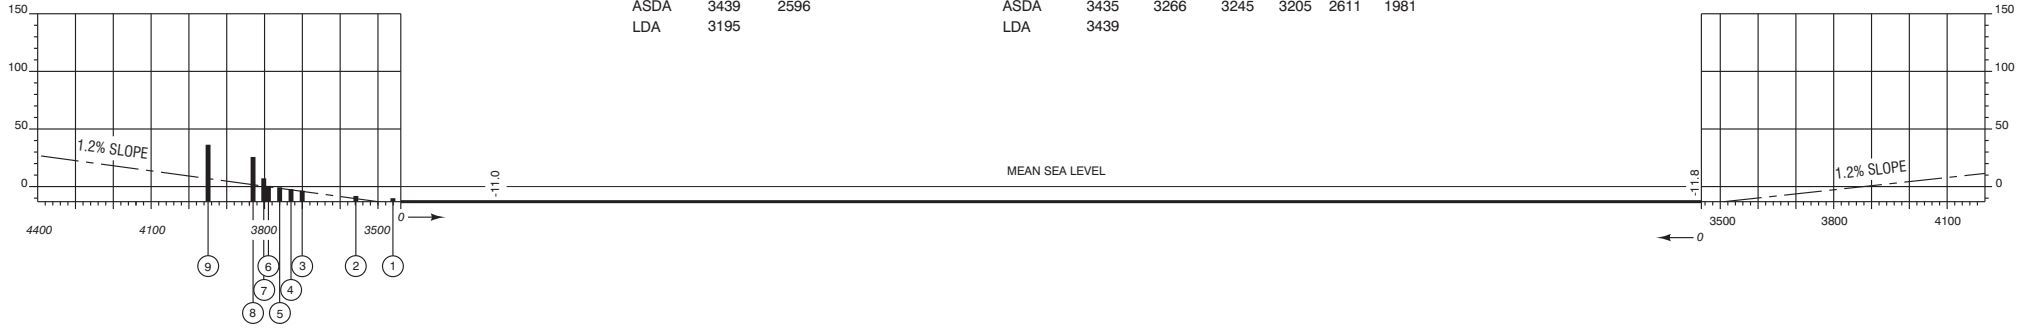 ASDA 3439 2596
LDA 3195
ASDA 3435 3266 3245 3205 2611 1981
LDA 3439
150
100
50
0
1.2% SLOPE
-11.0
MEAN SEA LEVEL
-11.8
1.2% SLOPE
150
100
50
0
0
4400 4100 3800 3500
3500 3800 4100
0
9 6 3 2 1
7 4
8 5